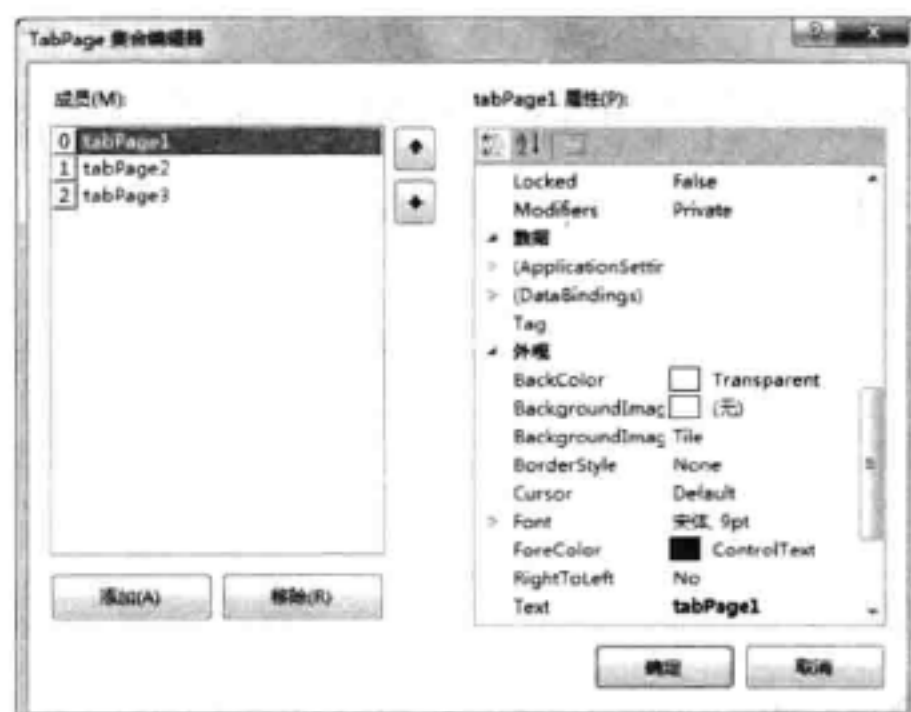 TabPage 集合编辑器
成员(M):
0 tabPage1
1 tabPage2
2 tabPage3
添加(A)
移除(R)
tabPage1 属性(P):
Locked False
Modifiers Private
数据
(ApplicationSettir
(DataBindings)
Tag
外观
BackColor Transparent
BackgroundImag (无)
BackgroundImag Tile
BorderStyle None
Cursor Default
Font 宋体, 9pt
ForeColor ControlText
RightToLeft No
Text tabPage1
确定
取消